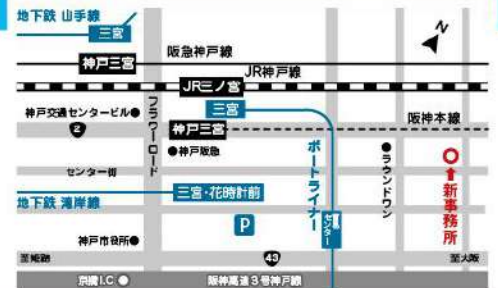 地下鉄 山手線
三宮
N
阪急神戸線
神戸三宮
JR神戸線
JR三ノ宮
三宮
神戸交通センタービル
2
フラワーロード
神戸三宮
阪神本線
神戸阪急
センター街
ポートライナー
ラウンドワン
新事務所
地下鉄 海岸線
三宮・花時計前
P
貿易センター
神戸市役所
至姫路
43
至大阪
京橋I.C
阪神高速3号神戸線